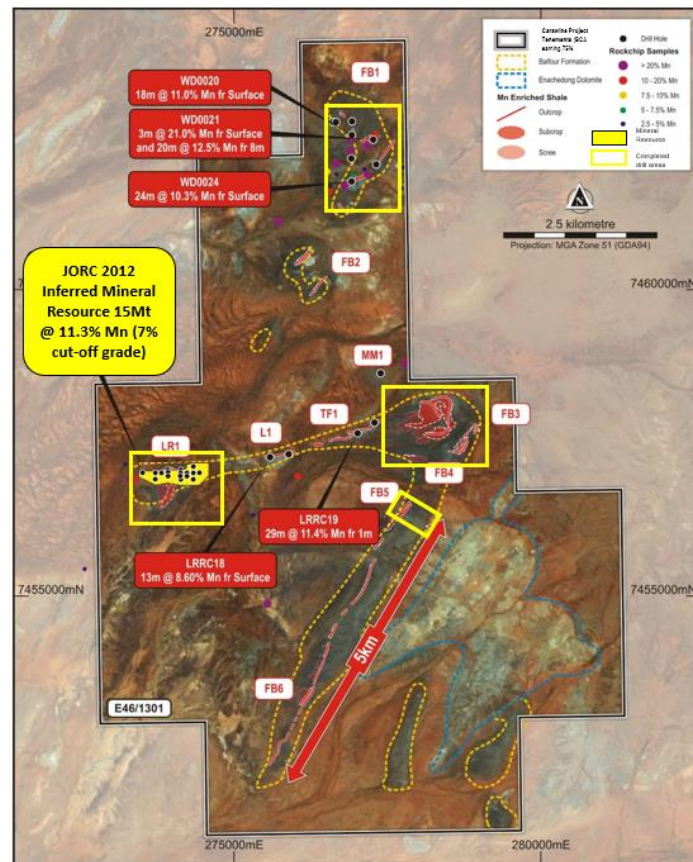 275000mE
FB1
WD0020
18m @ 11.0% Mn fr Surface
WD0021
3m @ 21.0% Mn fr Surface
and 20m @ 12.5% Mn fr 8m
WD0024
24m @ 10.3% Mn fr Surface
Project
Tenements
earning 75%
Balfour Formation
Enachedong Dolomite
Mn Enriched Shale
Outcrop
Subcrop
Scree
Drill Hole
Rockchip Samples
> 20% Mn
10 - 20% Mn
7.5 - 10% Mn
5 - 7.5% Mn
2.5 - 5% Mn
Mineral
Resource
Completed
drill areas
2.5 kilometre
Projection: MGA Zone 51 (GDA94)
JORC 2012
Inferred Mineral
Resource 15Mt
@ 11.3% Mn (7%
cut-off grade)
FB2
7460000mN
MM1
TF1
FB3
L1
LR1
FB4
FB5
LRRC19
29m @ 11.4% Mn fr 1m
LRRC18
13m @ 8.60% Mn fr Surface
7455000mN
7455000mN
5km
FB6
E46/1301
275000mE
280000mE